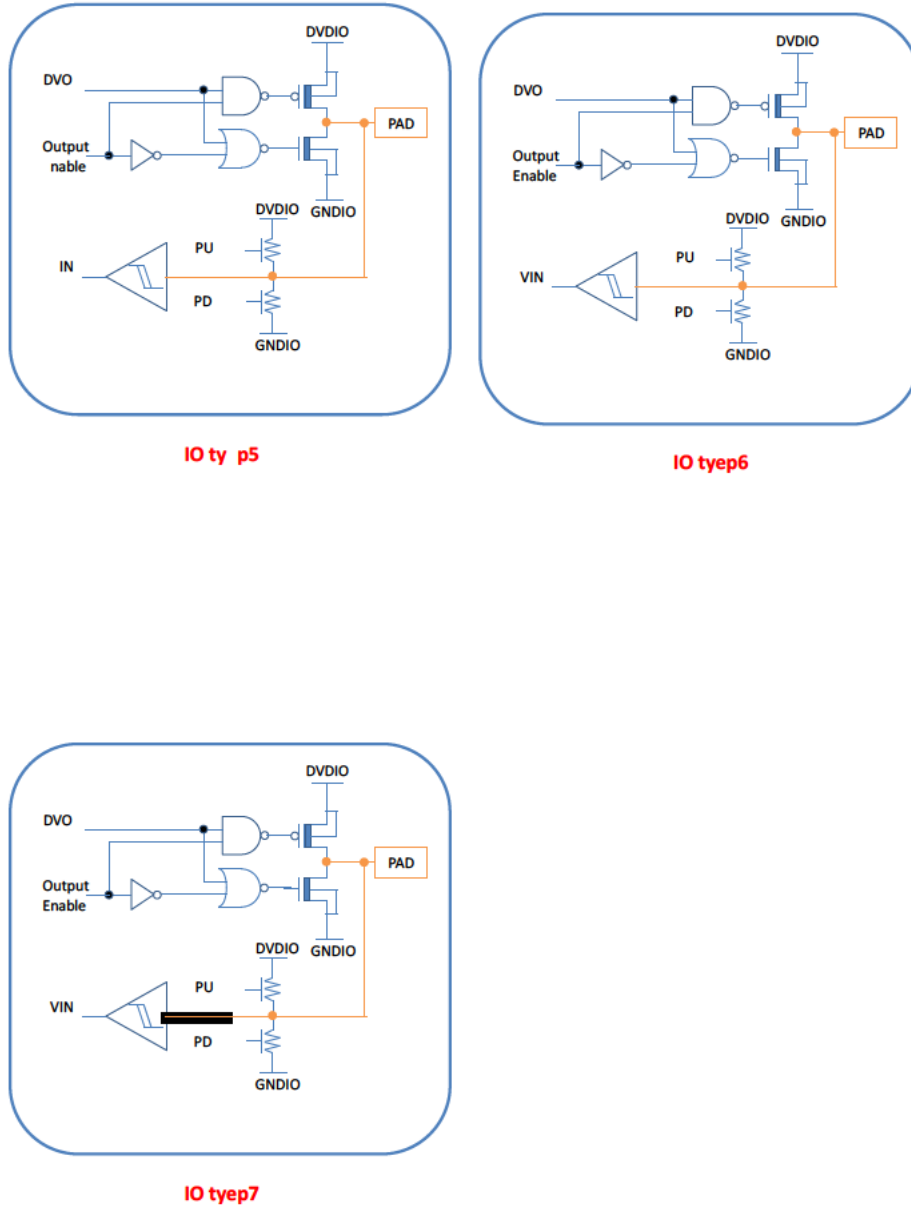 DVDIO
DVO
PAD
Output
nable
GNDIO
DVDIO
PU
IN
PD
GNDIO
IO ty p5
DVDIO
DVO
PAD
Output
Enable
GNDIO
DVDIO
PU
VIN
PD
GNDIO
IO tyep6
DVDIO
DVO
PAD
Output
Enable
GNDIO
DVDIO
PU
VIN
PD
GNDIO
IO tyep7